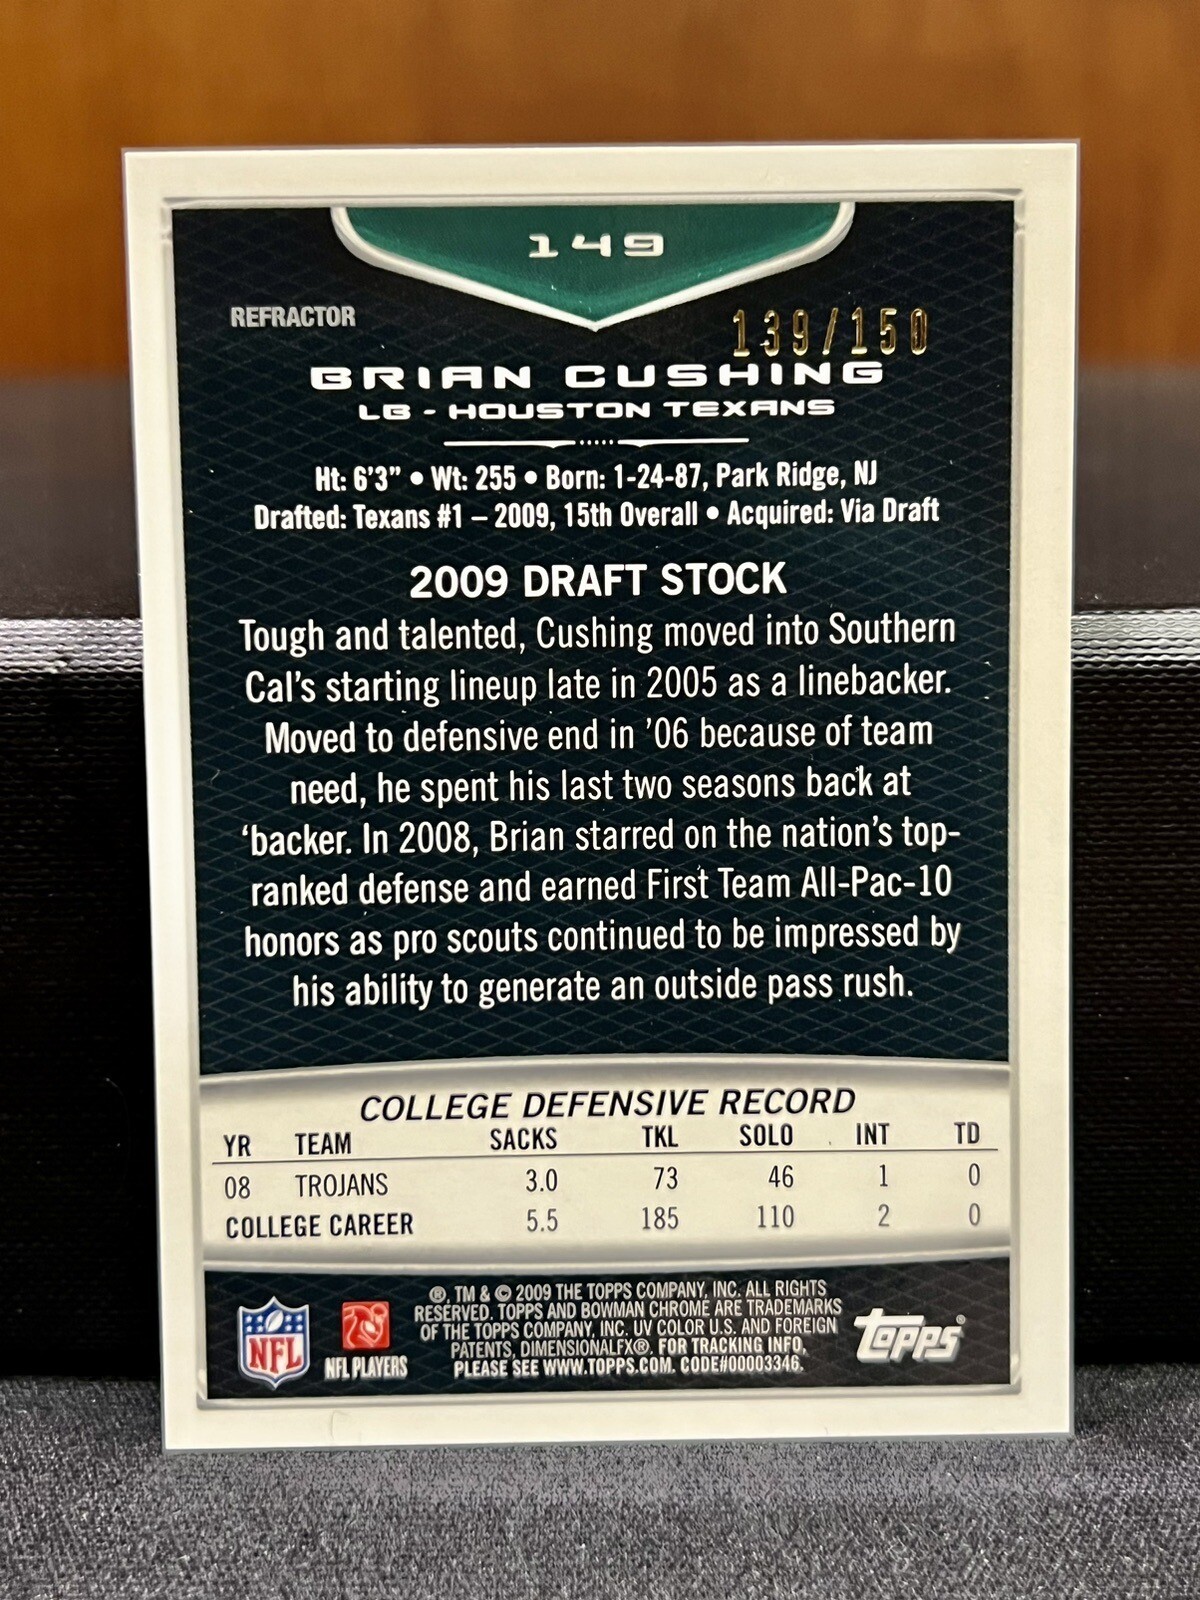 149
REFRACTOR
139/150
BRIAN CUSHING
LB - HOUSTON TEXANS
Ht: 6'3" • Wt: 255 • Born: 1-24-87, Park Ridge, NJ
Drafted: Texans #1 – 2009, 15th Overall • Acquired: Via Draft
2009 DRAFT STOCK
Tough and talented, Cushing moved into Southern
Cal's starting lineup late in 2005 as a linebacker.
Moved to defensive end in '06 because of team
need, he spent his last two seasons back at
'backer. In 2008, Brian starred on the nation's top-
ranked defense and earned First Team All-Pac-10
honors as pro scouts continued to be impressed by
his ability to generate an outside pass rush.
COLLEGE DEFENSIVE RECORD
YR TEAM SACKS TKL SOLO INT TD
08 TROJANS 3.0 73 46 1 0
COLLEGE CAREER 5.5 185 110 2 0
®, TM & © 2009 THE TOPPS COMPANY, INC. ALL RIGHTS
RESERVED. TOPPS AND BOWMAN CHROME ARE TRADEMARKS
OF THE TOPPS COMPANY, INC. UV COLOR U.S. AND FOREIGN
PATENTS, DIMENSIONALFX®. FOR TRACKING INFO,
PLEASE SEE WWW.TOPPS.COM. CODE#00003346.
NFL
NFL PLAYERS
Topps®